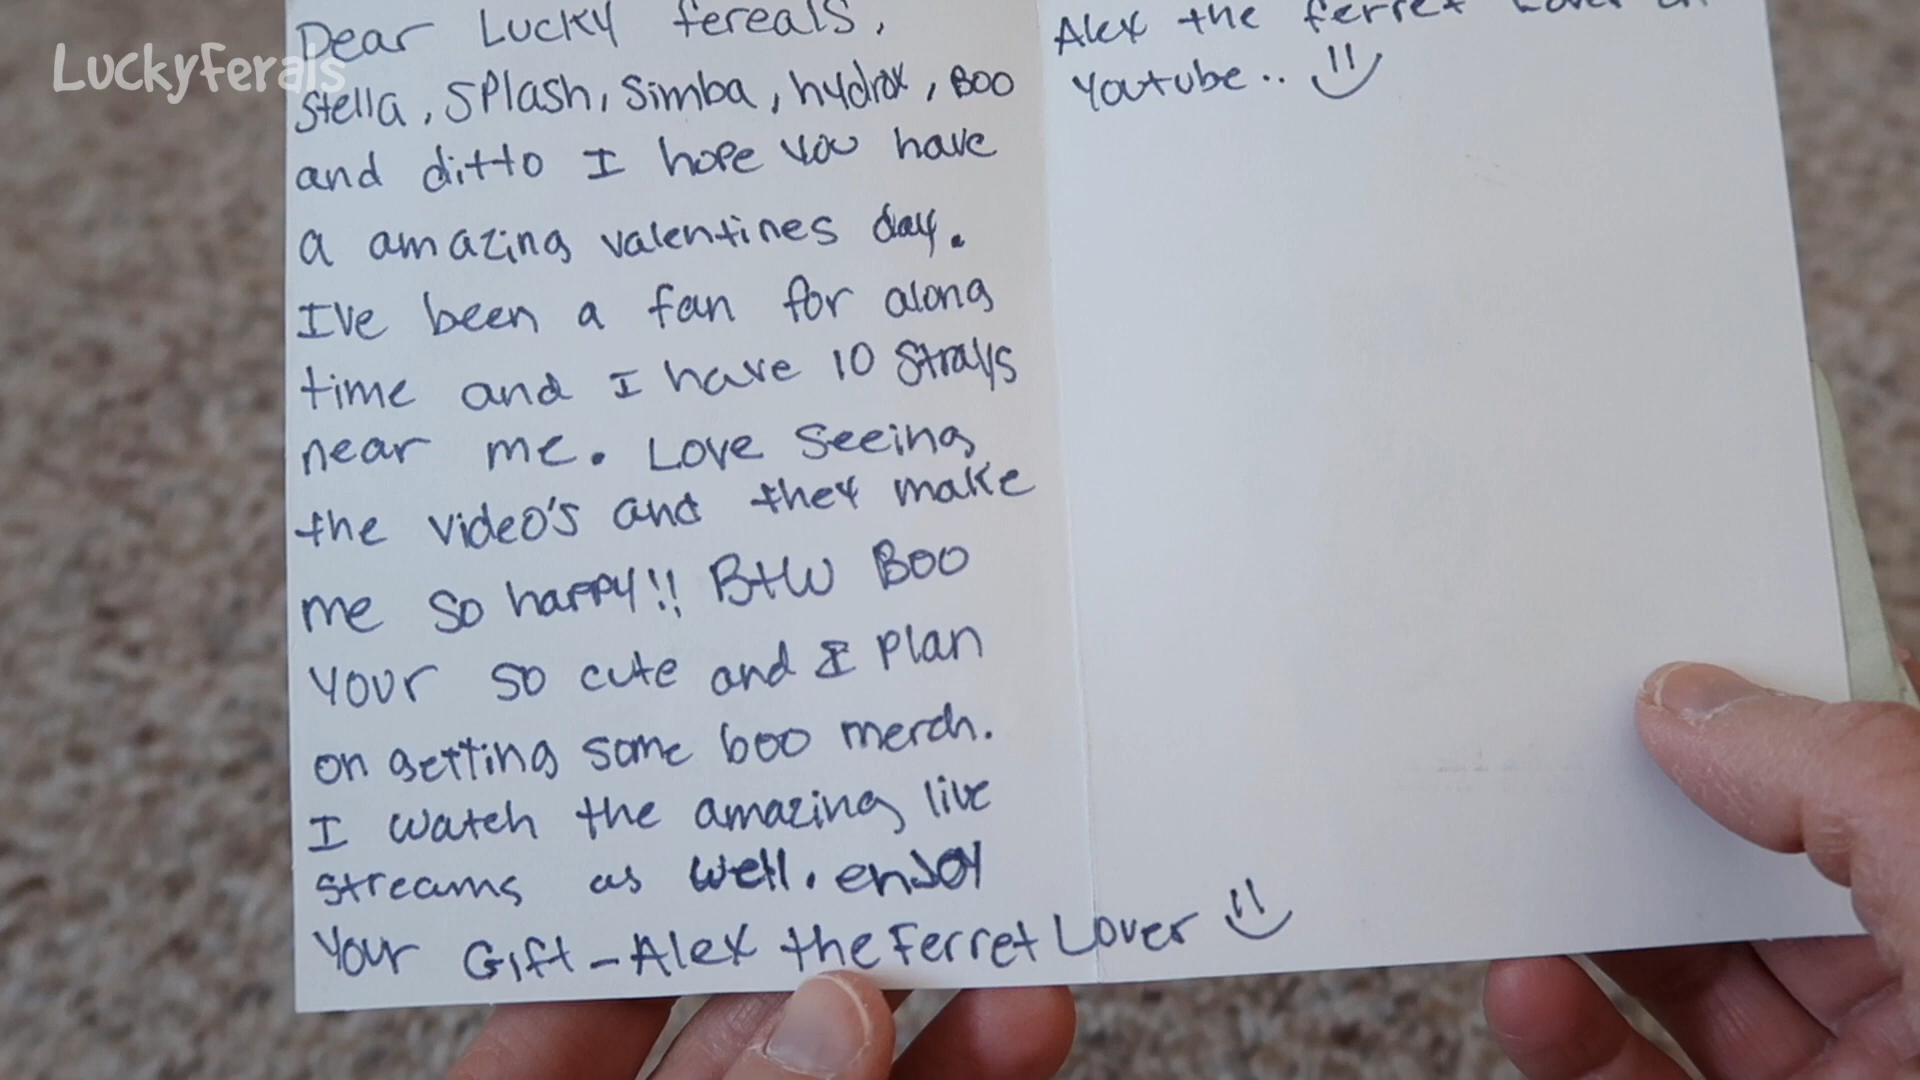 LuckyFerals
Dear Lucky fereals,
Stella, Splash, Simba, hydrox, Boo
and ditto I hope you have
a amazing valentines day.
I've been a fan for along
time and I have 10 Strays
near me. Love seeing
the video's and they make
me so happy!! BtW Boo
Your so cute and I plan
on getting some boo merch.
I watch the amazing live
streams as well. enjoy
Your Gift - Alex the Ferret Lover
Alex the ferret Lover on
Youtube..